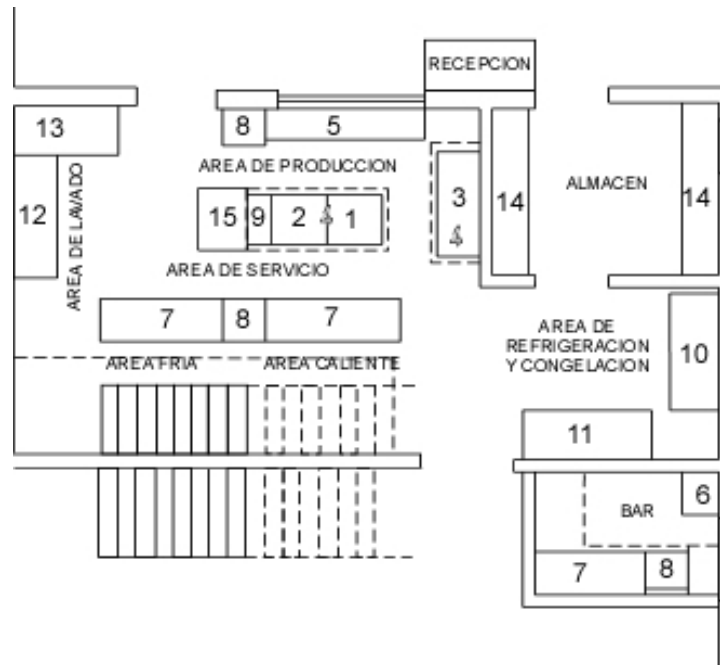 RECEPCION
13
8
5
AREA DE PRODUCCION
3
14
ALMACEN
14
12
AREA DE LAVADO
15
9
2
1
AREA DE SERVICIO
7
8
7
AREA DE
REFRIGERACION
Y CONGELACION
10
AREA FRIA
AREA CALIENTE
11
6
BAR
7
8